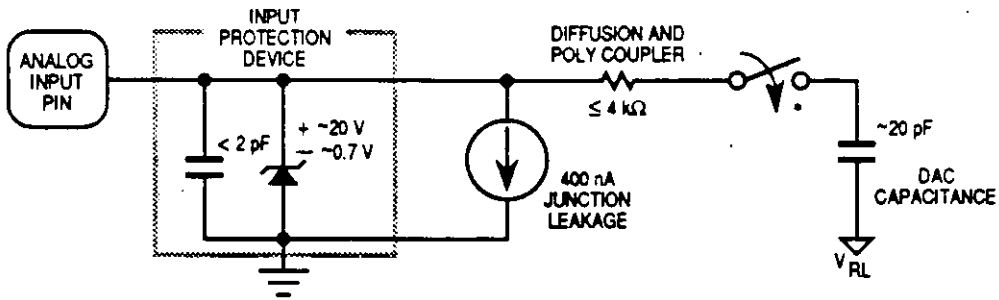 INPUT
PROTECTION
DEVICE
ANALOG
INPUT
PIN
< 2 pF
+ ~20 V
– ~0.7 V
400 nA
JUNCTION
LEAKAGE
DIFFUSION AND
POLY COUPLER
≤ 4 kΩ
*
~20 pF
DAC
CAPACITANCE
VRL